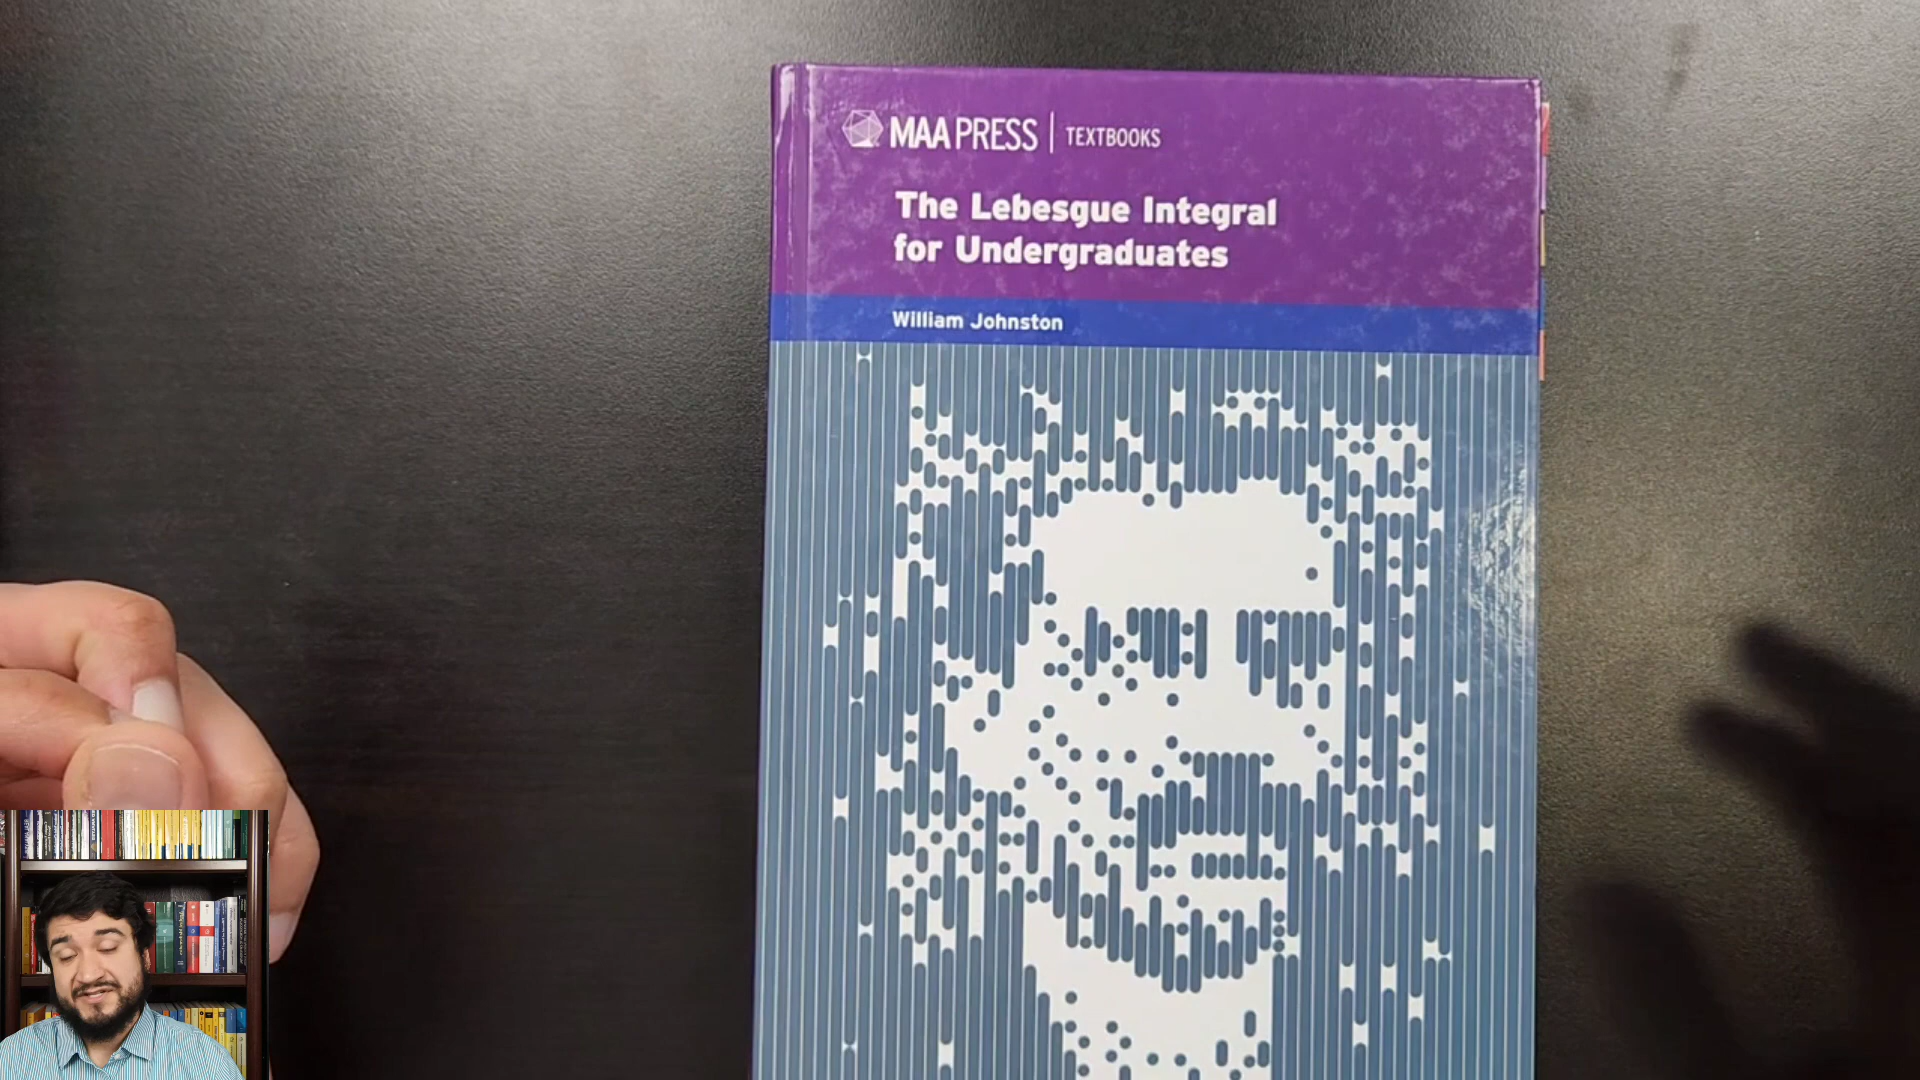 MAA PRESS | TEXTBOOKS
The Lebesgue Integral
for Undergraduates
William Johnston